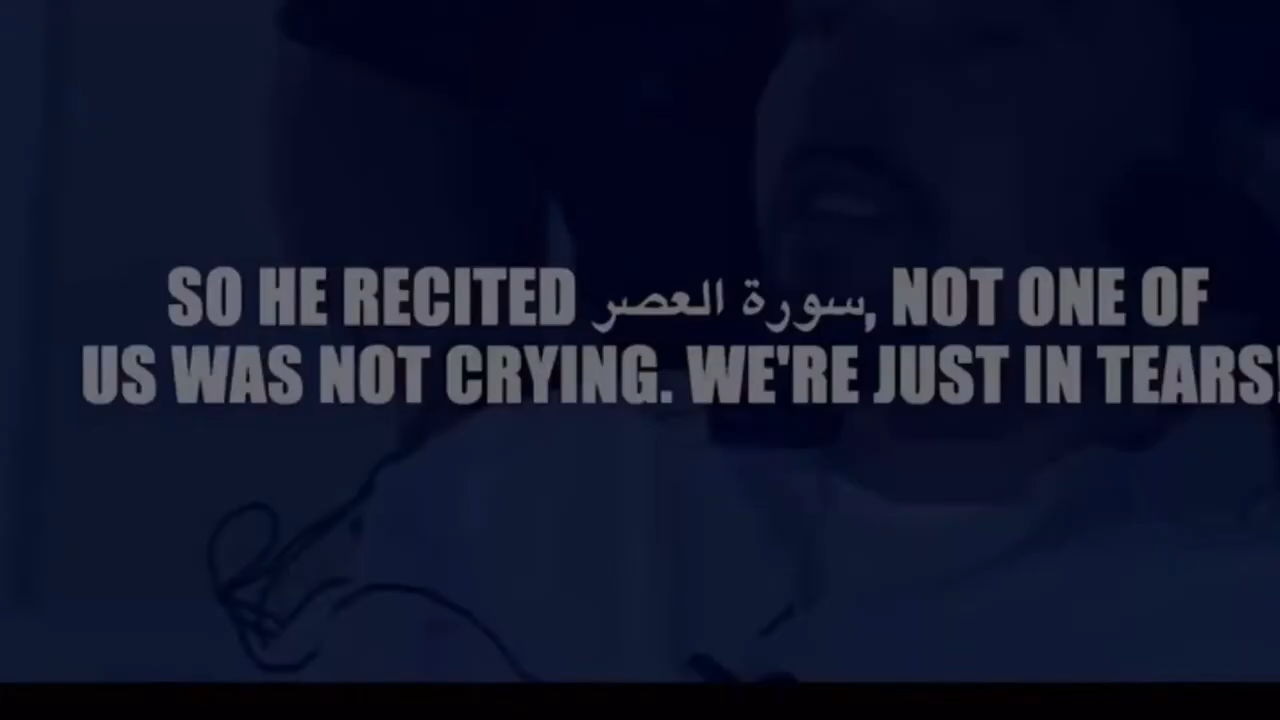 SO HE RECITED سورة العصر, NOT ONE OF
US WAS NOT CRYING. WE'RE JUST IN TEARS